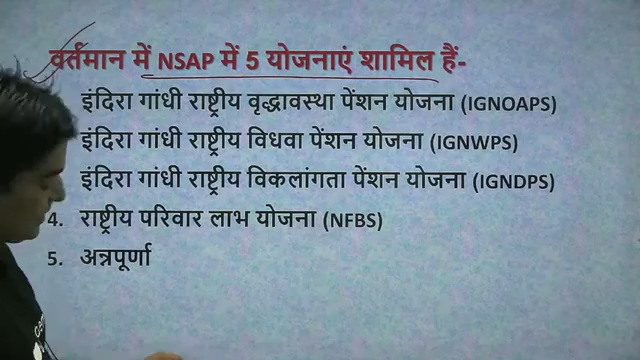 वर्तमान में NSAP में 5 योजनाएं शामिल हैं-
इंदिरा गांधी राष्ट्रीय वृद्धावस्था पेंशन योजना (IGNOAPS)
इंदिरा गांधी राष्ट्रीय विधवा पेंशन योजना (IGNWPS)
इंदिरा गांधी राष्ट्रीय विकलांगता पेंशन योजना (IGNDPS)
4. राष्ट्रीय परिवार लाभ योजना (NFBS)
5. अन्नपूर्णा